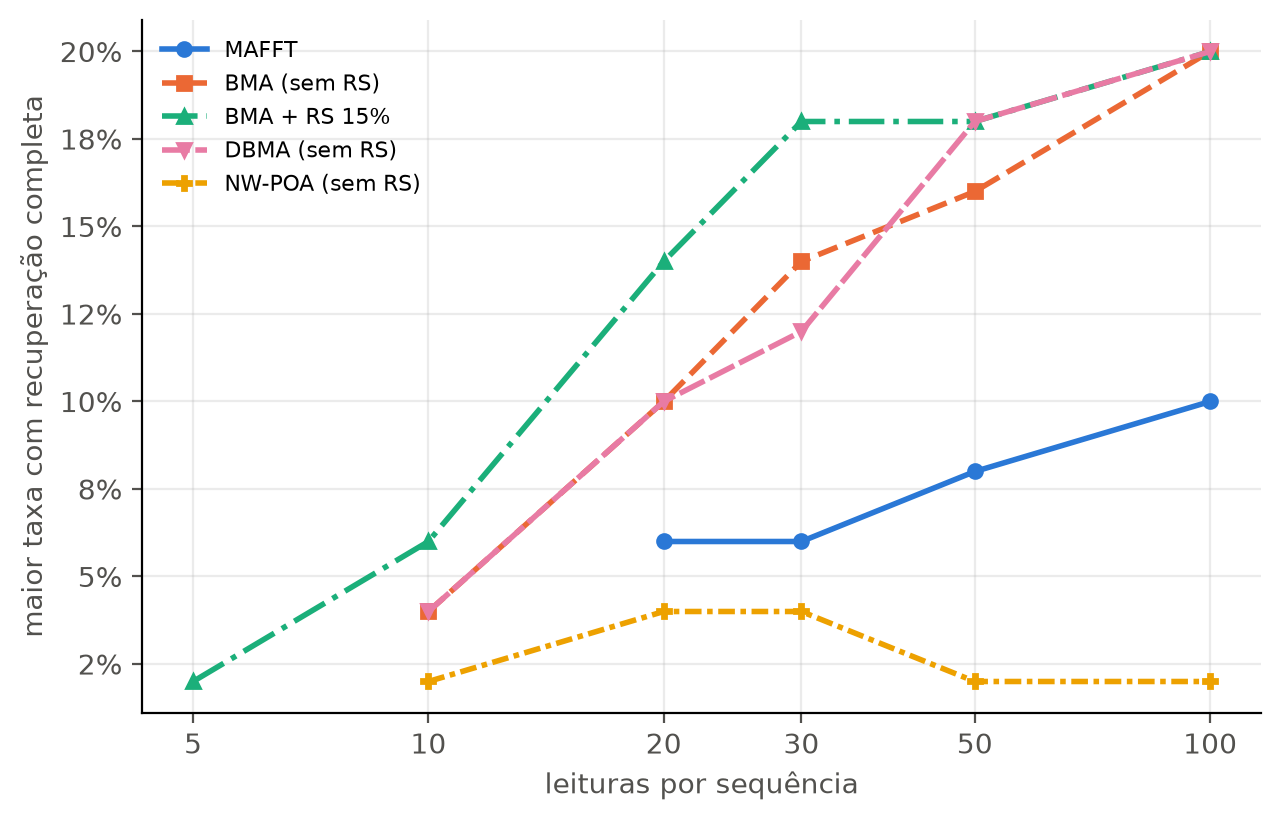 maior taxa com recuperação completa
20%
18%
15%
12%
10%
8%
5%
2%
MAFFT
BMA (sem RS)
BMA + RS 15%
DBMA (sem RS)
NW-POA (sem RS)
5
10
20
30
50
100
leituras por sequência